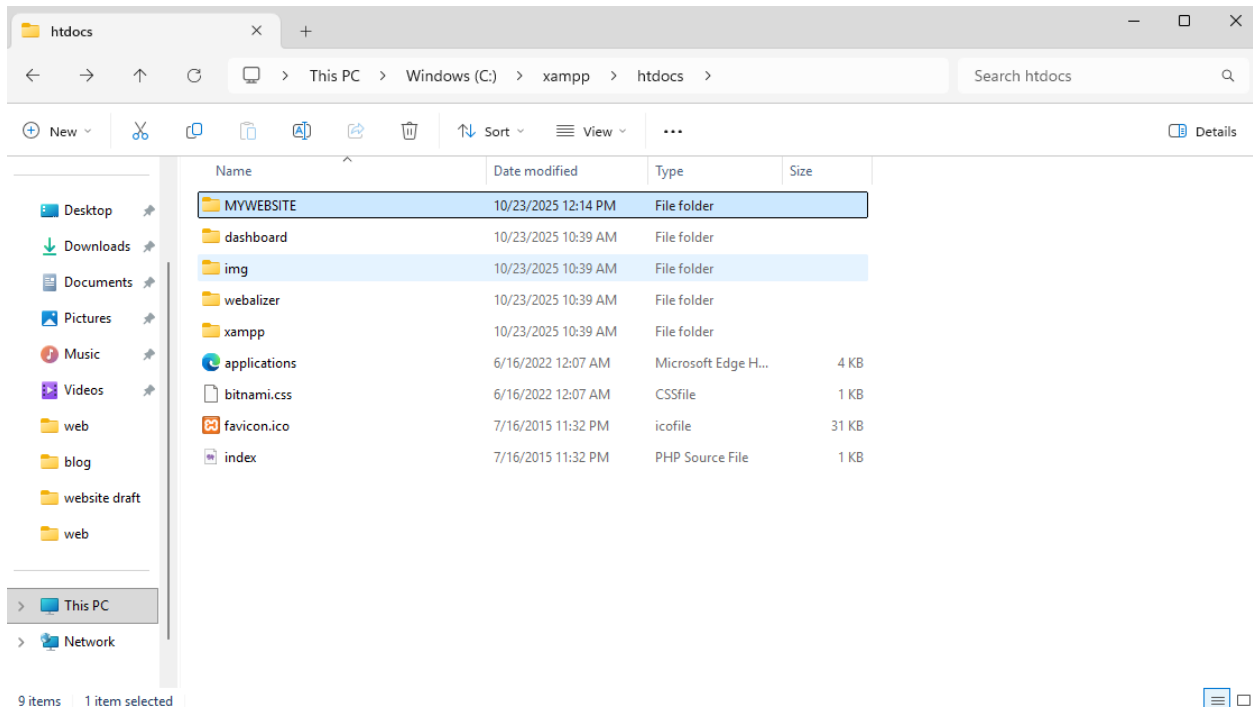 htdocs
This PC > Windows (C:) > xampp > htdocs >
Search htdocs
New
Sort
View
Details
Name Date modified Type Size
Desktop
Downloads
Documents
Pictures
Music
Videos
web
blog
website draft
web
This PC
Network
MYWEBSITE 10/23/2025 12:14 PM File folder
dashboard 10/23/2025 10:39 AM File folder
img 10/23/2025 10:39 AM File folder
webalizer 10/23/2025 10:39 AM File folder
xampp 10/23/2025 10:39 AM File folder
applications 6/16/2022 12:07 AM Microsoft Edge H... 4 KB
bitnami.css 6/16/2022 12:07 AM CSSfile 1 KB
favicon.ico 7/16/2015 11:32 PM icofile 31 KB
index 7/16/2015 11:32 PM PHP Source File 1 KB
9 items 1 item selected